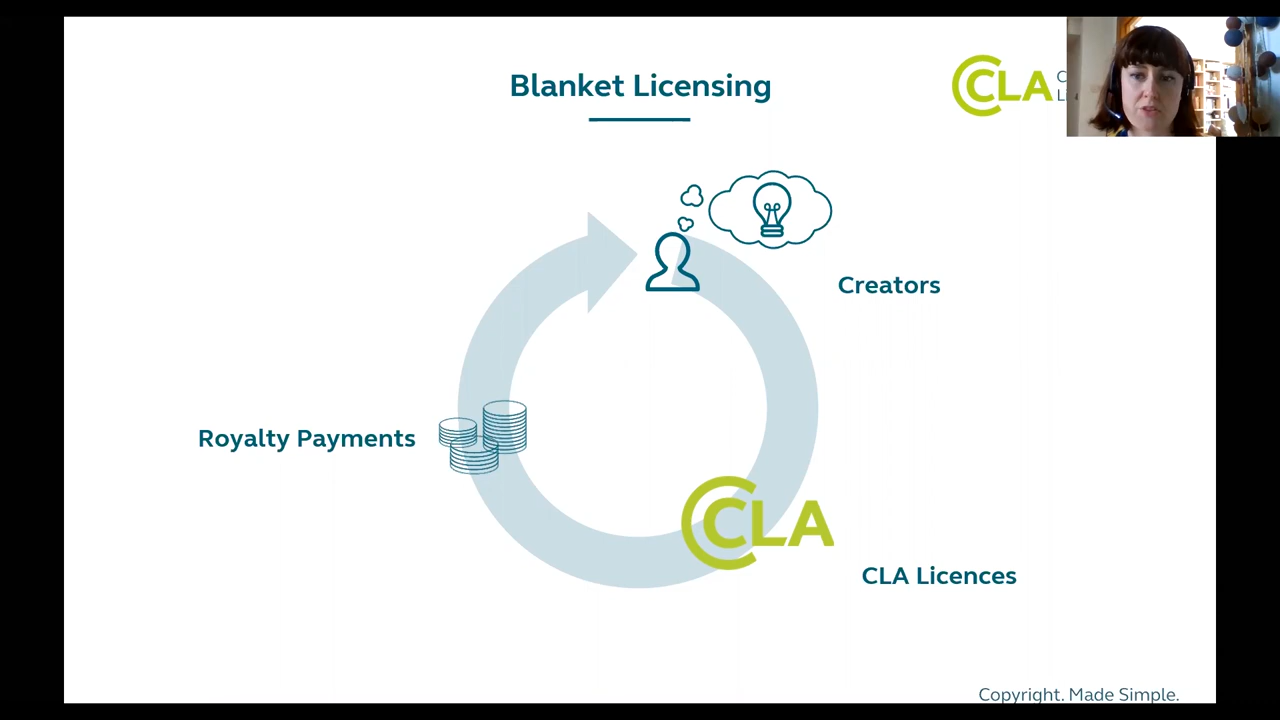 Blanket Licensing
CLA
Creators
Royalty Payments
CLA
CLA Licences
Copyright. Made Simple.